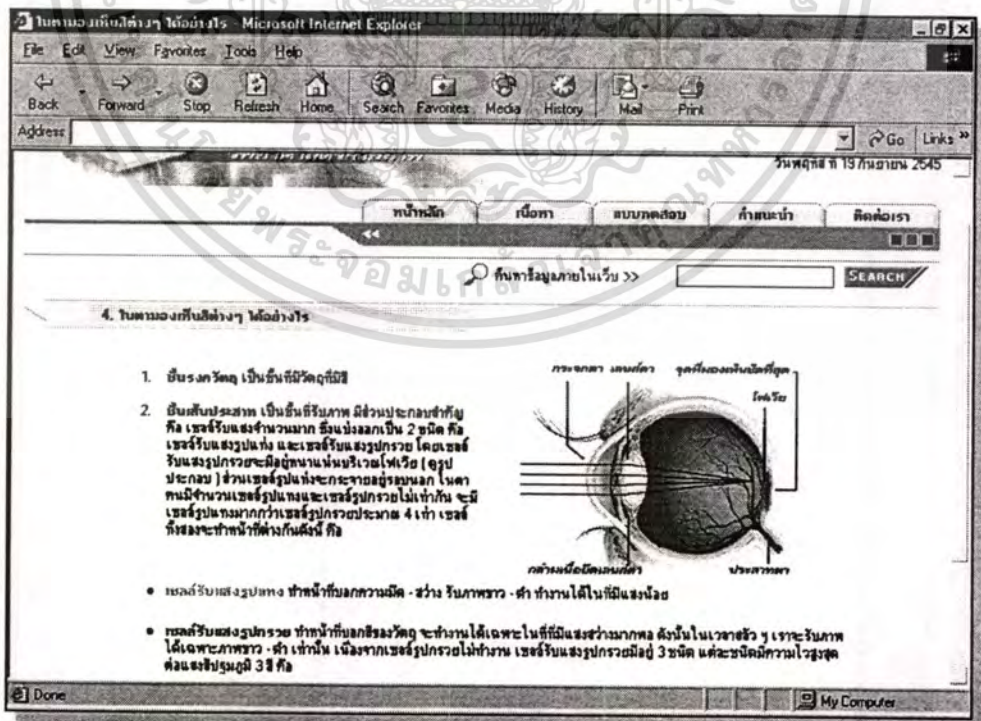 ในตามองเห็นสีต่างๆ ได้อย่างไร - Microsoft Internet Explorer
File Edit View Favorites Tools Help
Back Forward Stop Refresh Home Search Favorites Media History Mail Print
Address Go Links »
วันพฤหัส ที่ 19 กันยายน 2545
หน้าหลัก เนื้อหา แบบทดสอบ คำแนะนำ ติดต่อเรา
ค้นหาข้อมูลภายในเว็บ >> SEARCH
4. ในตามองเห็นสีต่างๆ ได้อย่างไร
กระจกตา เลนส์ตา จุดที่มองเห็นชัดที่สุด
โฟเวีย
1. ชั้นรงควัตถุ เป็นชั้นที่มีวัตถุที่มีสี
2. ชั้นเส้นประสาท เป็นชั้นที่รับภาพ มีส่วนประกอบสำคัญ
คือ เซลล์รับแสงจำนวนมาก ซึ่งแบ่งออกเป็น 2 ชนิด คือ
เซลล์รับแสงรูปแท่ง และเซลล์รับแสงรูปกรวย โดยเซลล์
รับแสงรูปกรวยจะมีอยู่หนาแน่นบริเวณโฟเวีย ( ดูรูป
ประกอบ ) ส่วนเซลล์รูปแท่งจะกระจายอยู่รอบนอก ในตา
คนมีจำนวนเซลล์รูปแท่งและเซลล์รูปกรวยไม่เท่ากัน จะมี
เซลล์รูปแท่งมากกว่าเซลล์รูปกรวยประมาณ 4 เท่า เซลล์
ทั้งสองจะทำหน้าที่ต่างกันดังนี้ คือ
กล้ามเนื้อยึดเลนส์ตา ประสาทตา
• เซลล์รับแสงรูปแท่ง ทำหน้าที่บอกความมืด - สว่าง รับภาพขาว - ดำ ทำงานได้ในที่มีแสงน้อย
• เซลล์รับแสงรูปกรวย ทำหน้าที่บอกสีของวัตถุ จะทำงานได้เฉพาะในที่ที่มีแสงสว่างมากพอ ดังนั้นในเวลาสลัว ๆ เราจะรับภาพ
ได้เฉพาะภาพขาว - ดำ เท่านั้น เนื่องจากเซลล์รูปกรวยไม่ทำงาน เซลล์รับแสงรูปกรวยมีอยู่ 3 ชนิด แต่ละชนิดมีความไวสูงสุด
ต่อแสงสีปฐมภูมิ 3 สี คือ
Done My Computer